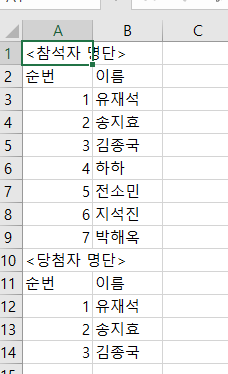 A B C
1 <참석자 명단>
2 순번 이름
3 1 유재석
4 2 송지효
5 3 김종국
6 4 하하
7 5 전소민
8 6 지석진
9 7 박해옥
10 <당첨자 명단>
11 순번 이름
12 1 유재석
13 2 송지효
14 3 김종국